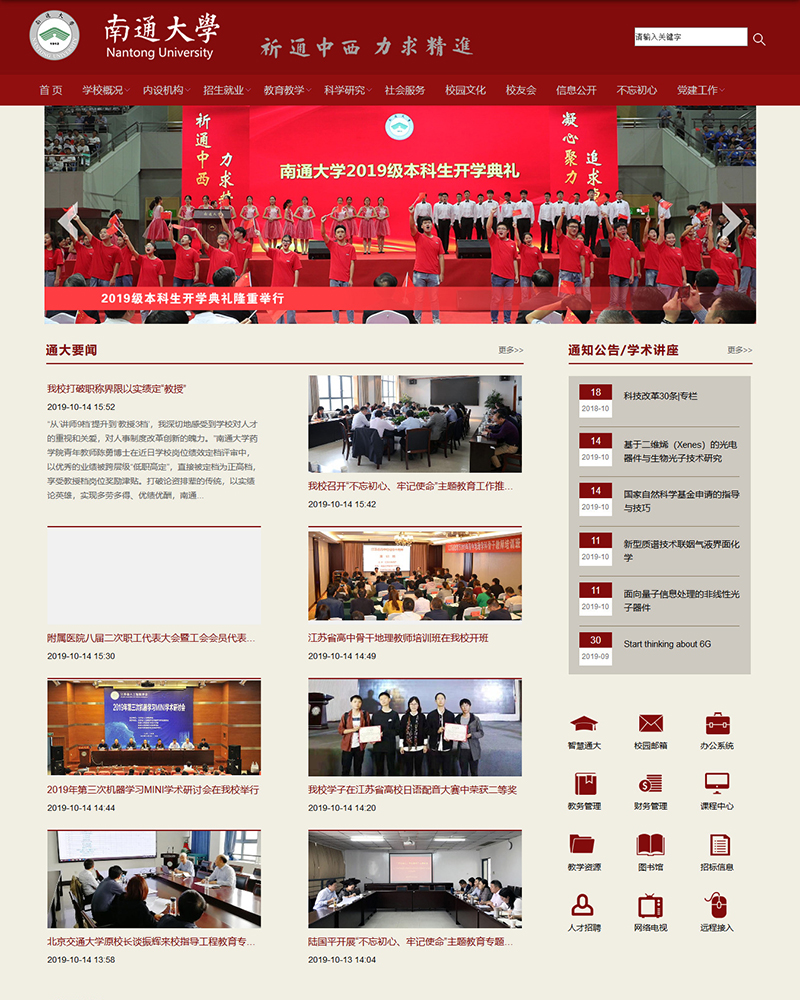 南通大學
Nantong University
祈通中西 力求精進
请输入关键字
首页 学校概况 内设机构 招生就业 教育教学 科学研究 社会服务 校园文化 校友会 信息公开 不忘初心 党建工作
祈通中西
力求
南通大学2019级本科生开学典礼
凝心聚力
追求
2019级本科生开学典礼隆重举行
通大要闻
更多>>
我校打破职称界限以实绩定"教授"
2019-10-14 15:52
"从'讲师9档'提升到'教授3档'，我深切地感受到学校对人才
的重视和关爱，对人事制度改革创新的魄力。"南通大学药
学院青年教师陈勇博士在近日学校岗位绩效定档评审中，
以优秀的业绩被跨层级"低职高定"，直接被定档为正高档，
享受教授档岗位奖励津贴。打破论资排辈的传统，以实绩
论英雄，实现多劳多得、优绩优酬，南通...
我校召开"不忘初心、牢记使命"主题教育工作推...
2019-10-14 15:42
附属医院八届二次职工代表大会暨工会会员代表...
2019-10-14 15:30
江苏省高中骨干地理教师培训班在我校开班
2019-10-14 14:49
2019年第三次机器学习MINI学术研讨会
2019年第三次机器学习MINI学术研讨会在我校举行
2019-10-14 14:44
我校学子在江苏省高校日语配音大赛中荣获二等奖
2019-10-14 14:20
北京交通大学原校长谈振辉来校指导工程教育专...
2019-10-14 13:58
陆国平开展"不忘初心、牢记使命"主题教育专题...
2019-10-13 14:04
通知公告/学术讲座
更多>>
18
2018-10
科技改革30条|专栏
14
2019-10
基于二维烯（Xenes）的光电
器件与生物光子技术研究
14
2019-10
国家自然科学基金申请的指导
与技巧
11
2019-10
新型质谱技术联姻气液界面化
学
11
2019-10
面向量子信息处理的非线性光
子器件
30
2019-09
Start thinking about 6G
智慧通大 校园邮箱 办公系统
教务管理 财务管理 课程中心
教学资源 图书馆 招标信息
人才招聘 网络电视 远程接入